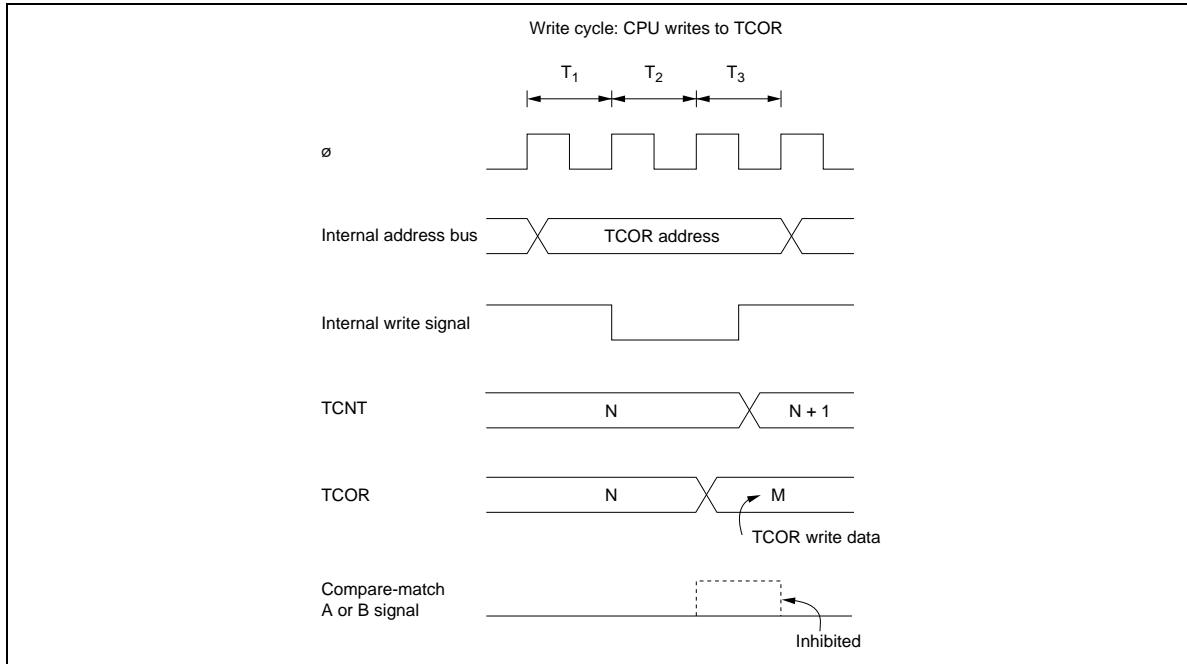 Write cycle: CPU writes to TCOR
T1 T2 T3
ø
Internal address bus
TCOR address
Internal write signal
TCNT
N
N + 1
TCOR
N
M
TCOR write data
Compare-match
A or B signal
Inhibited